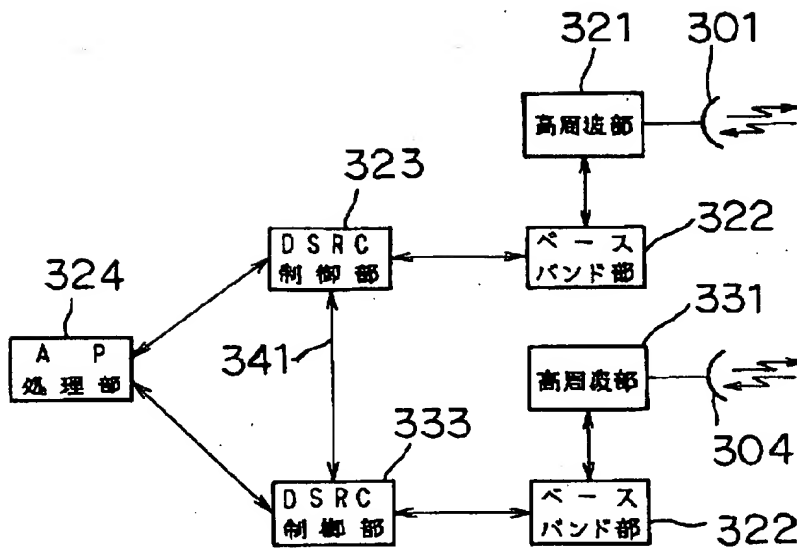 321
301
高周波部
323
DSRC
制御部
322
ベース
バンド部
324
AP
処理部
341
331
高周波部
333
304
DSRC
制御部
ベース
バンド部
322